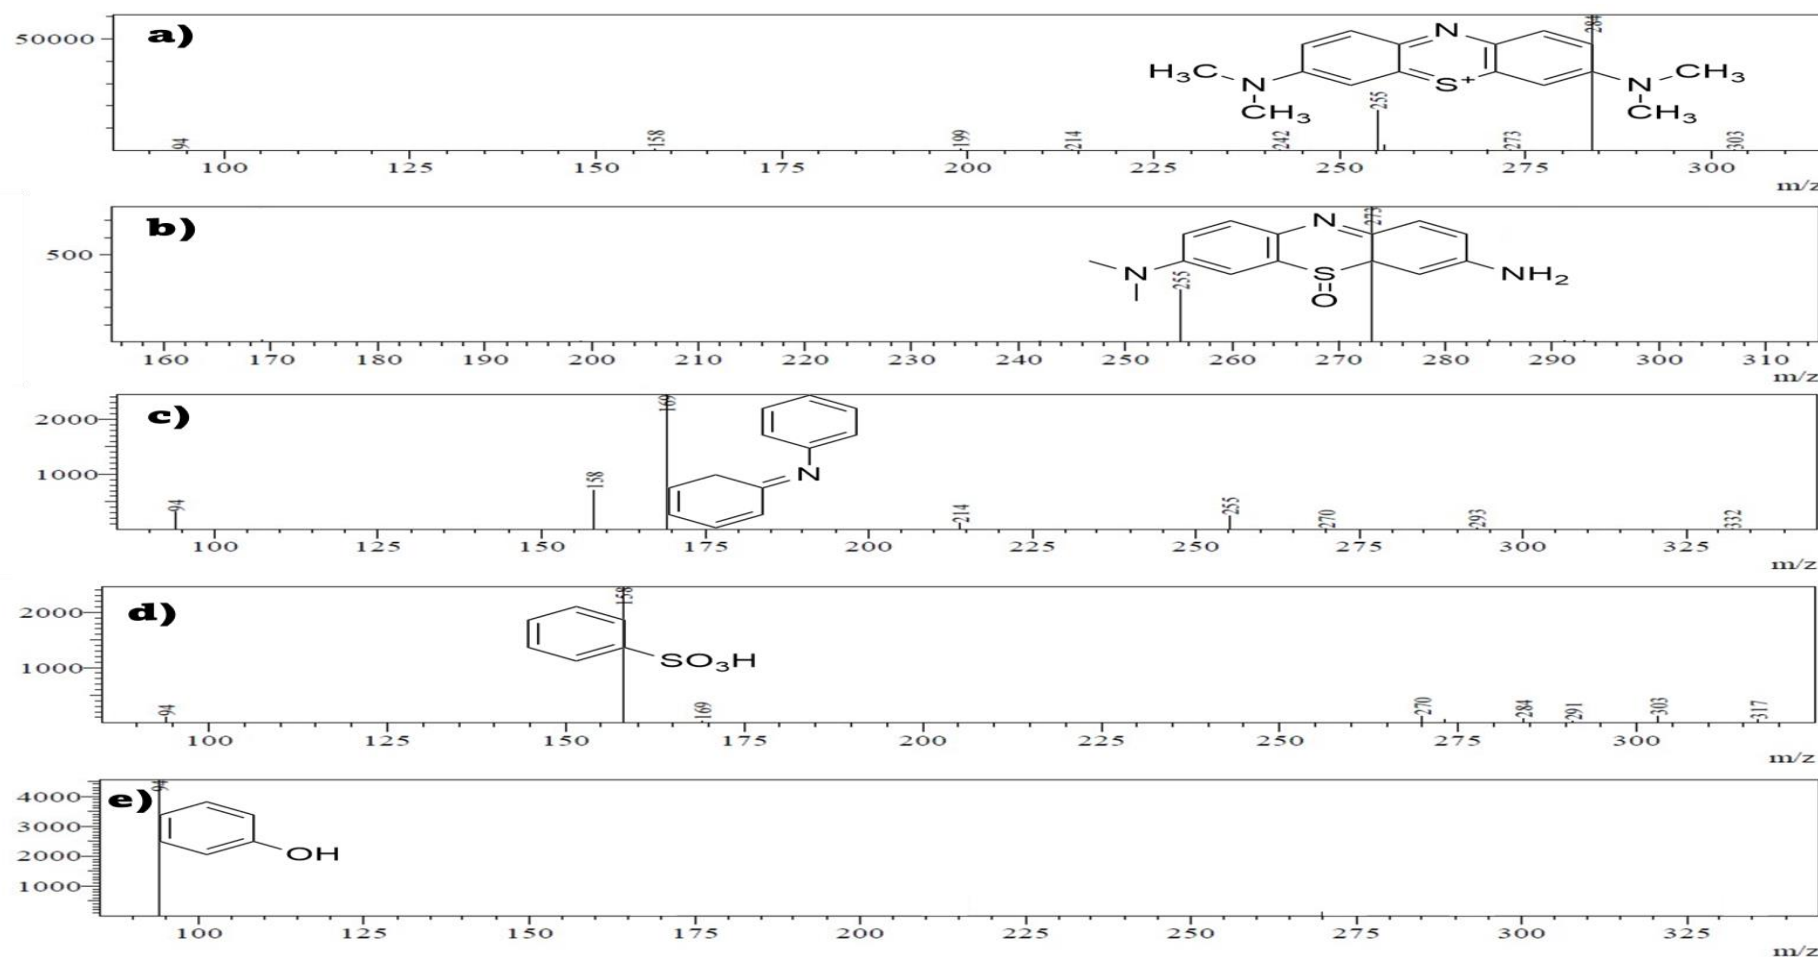 a)
50000
N
284
H₃C
N
CH₃
S⁺
N
CH₃
CH₃
255
94
158
199
214
242
273
303
100 125 150 175 200 225 250 275 300
m/z
b)
500
N
273
N
255
S
O
NH₂
160 170 180 190 200 210 220 230 240 250 260 270 280 290 300 310
m/z
c)
2000
1000
169
N
94
158
214
255
270
293
332
100 125 150 175 200 225 250 275 300 325
m/z
d)
2000
1000
158
SO₃H
94
169
270
284
291
303
317
100 125 150 175 200 225 250 275 300
m/z
e)
4000
3000
2000
1000
94
OH
100 125 150 175 200 225 250 275 300 325
m/z